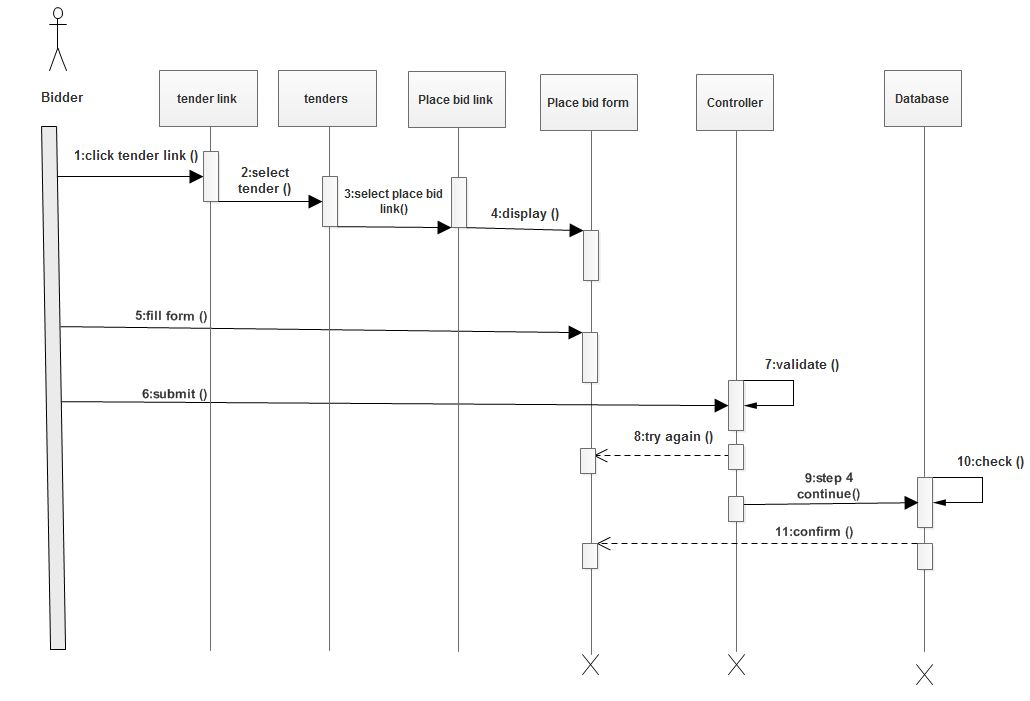 Bidder
tender link
tenders
Place bid link
Place bid form
Controller
Database
1:click tender link ()
2:select
tender ()
3:select place bid
link()
4:display ()
5:fill form ()
6:submit ()
7:validate ()
8:try again ()
9:step 4
continue()
10:check ()
11:confirm ()